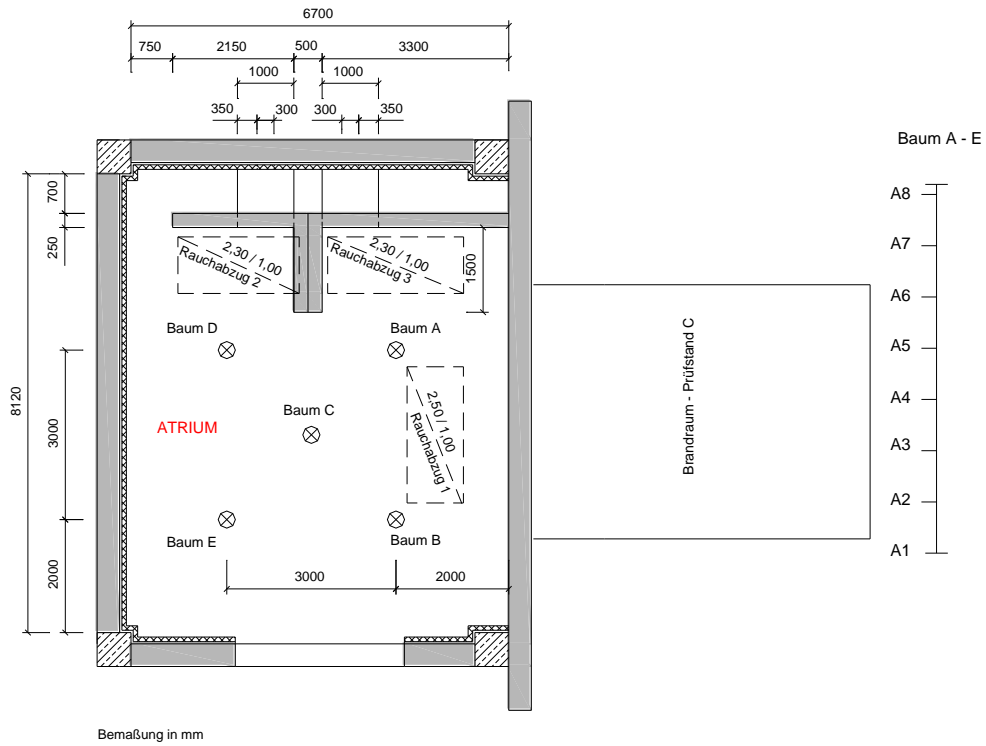 6700
750
2150
500
3300
1000
1000
350
300
300
350
Baum A - E
700
250
8120
3000
2000
2,30 / 1,00
Rauchabzug 2
2,30 / 1,00
Rauchabzug 3
1500
Baum D
Baum A
Baum C
ATRIUM
2,50 / 1,00
Rauchabzug 1
Baum E
Baum B
3000
2000
Brandraum - Prüfstand C
A8
A7
A6
A5
A4
A3
A2
A1
Bemaßung in mm